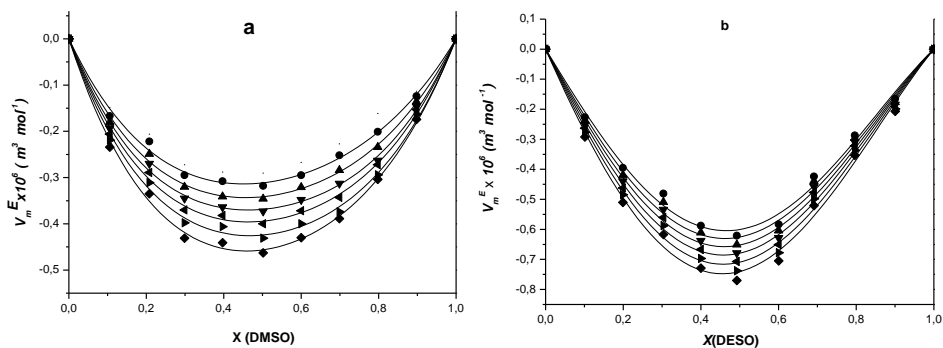 a
0,0
-0,1
-0,2
-0,3
-0,4
-0,5
V_m^E x10^6 ( m^3 mol^1)
0,0 0,2 0,4 0,6 0,8 1,0
X (DMSO)
b
0,1
0,0
-0,1
-0,2
-0,3
-0,4
-0,5
-0,6
-0,7
-0,8
V_m^E x 10^6 (m^3 mol^-1)
0,0 0,2 0,4 0,6 0,8 1,0
X(DESO)